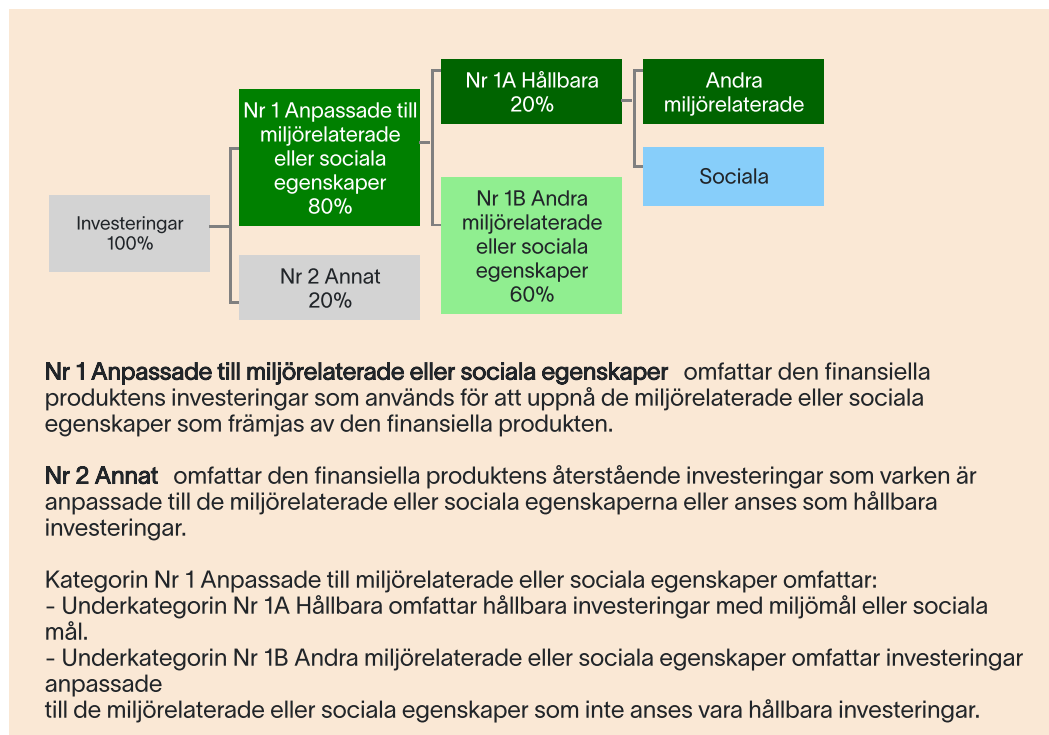 Investeringar
100%
Nr 1 Anpassade till
miljörelaterade
eller sociala
egenskaper
80%
Nr 2 Annat
20%
Nr 1A Hållbara
20%
Nr 1B Andra
miljörelaterade
eller sociala
egenskaper
60%
Andra
miljörelaterade
Sociala
Nr 1 Anpassade till miljörelaterade eller sociala egenskaper omfattar den finansiella
produktens investeringar som används för att uppnå de miljörelaterade eller sociala
egenskaper som främjas av den finansiella produkten.
Nr 2 Annat omfattar den finansiella produktens återstående investeringar som varken är
anpassade till de miljörelaterade eller sociala egenskaperna eller anses som hållbara
investeringar.
Kategorin Nr 1 Anpassade till miljörelaterade eller sociala egenskaper omfattar:
- Underkategorin Nr 1A Hållbara omfattar hållbara investeringar med miljömål eller sociala
mål.
- Underkategorin Nr 1B Andra miljörelaterade eller sociala egenskaper omfattar investeringar
anpassade
till de miljörelaterade eller sociala egenskaper som inte anses vara hållbara investeringar.